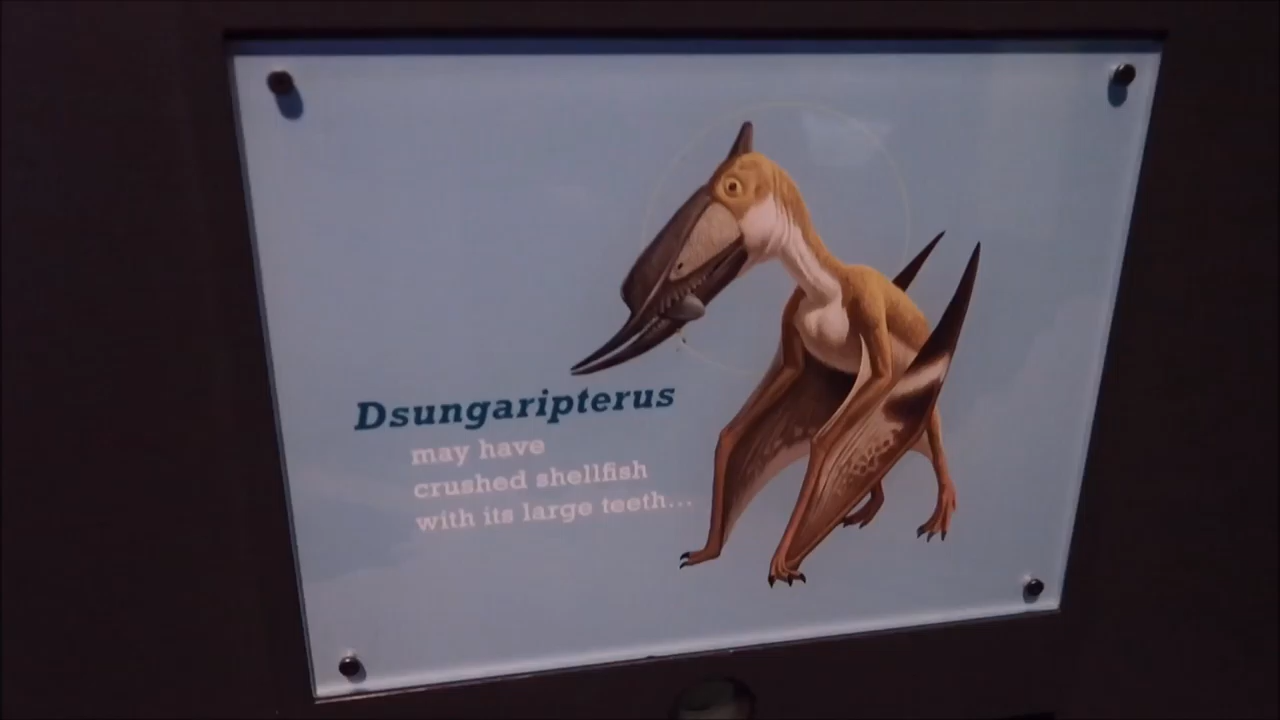 Dsungaripterus
may have
crushed shellfish
with its large teeth...